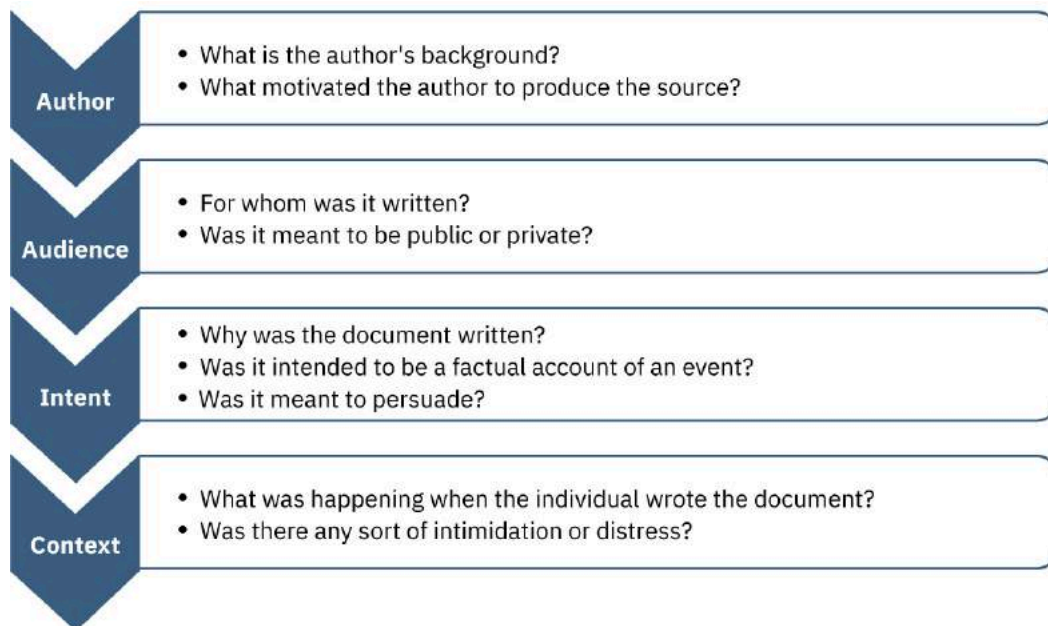 Author
• What is the author's background?
• What motivated the author to produce the source?
Audience
• For whom was it written?
• Was it meant to be public or private?
Intent
• Why was the document written?
• Was it intended to be a factual account of an event?
• Was it meant to persuade?
Context
• What was happening when the individual wrote the document?
• Was there any sort of intimidation or distress?